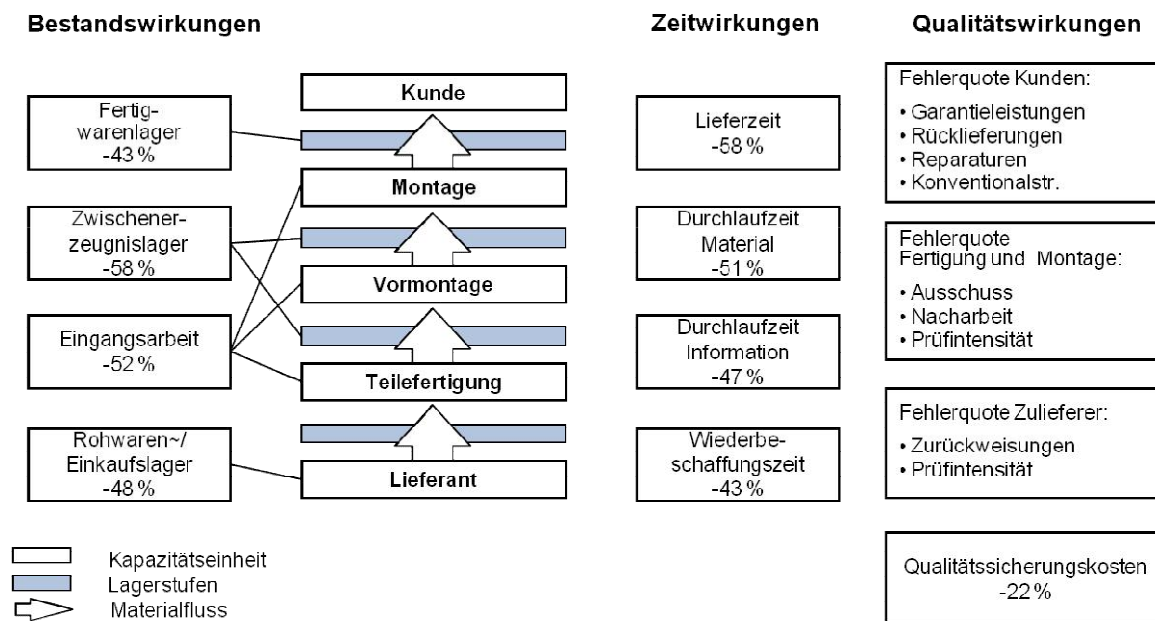 Bestandswirkungen
Fertig-
warenlager
-43 %
Zwischener-
zeugnislager
-58 %
Eingangsarbeit
-52 %
Rohwaren~/
Einkaufslager
-48 %
Kunde
Montage
Vormontage
Teilefertigung
Lieferant
Kapazitätseinheit
Lagerstufen
Materialfluss
Zeitwirkungen
Lieferzeit
-58 %
Durchlaufzeit
Material
-51 %
Durchlaufzeit
Information
-47 %
Wiederbe-
schaffungszeit
-43 %
Qualitätswirkungen
Fehlerquote Kunden:
• Garantieleistungen
• Rücklieferungen
• Reparaturen
• Konventionalstr.
Fehlerquote
Fertigung und Montage:
• Ausschuss
• Nacharbeit
• Prüfintensität
Fehlerquote Zulieferer:
• Zurückweisungen
• Prüfintensität
Qualitätssicherungskosten
-22 %